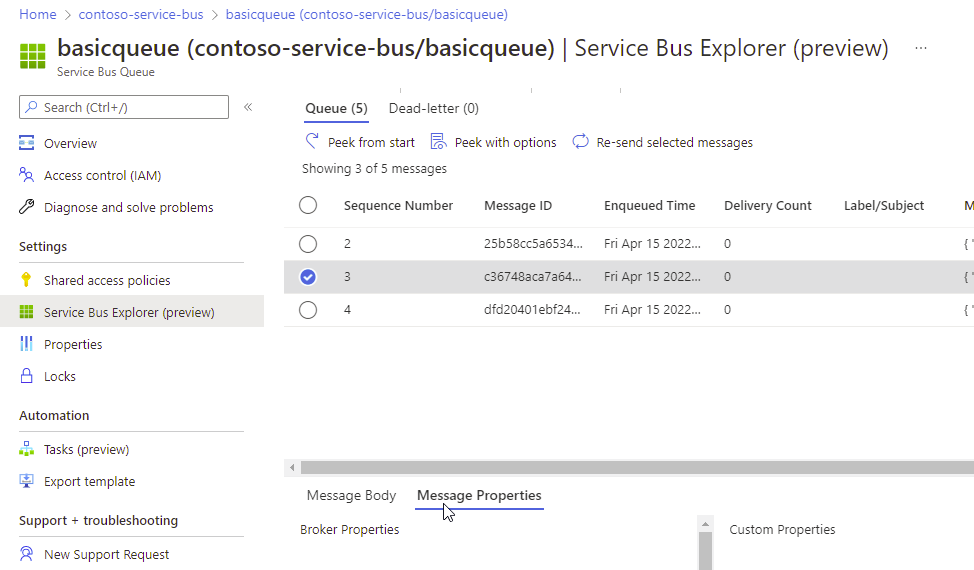 Home > contoso-service-bus > basicqueue (contoso-service-bus/basicqueue)
basicqueue (contoso-service-bus/basicqueue) | Service Bus Explorer (preview) ...
Service Bus Queue
Search (Ctrl+/) «
Overview
Access control (IAM)
Diagnose and solve problems
Settings
Shared access policies
Service Bus Explorer (preview)
Properties
Locks
Automation
Tasks (preview)
Export template
Support + troubleshooting
New Support Request
Queue (5) Dead-letter (0)
Peek from start Peek with options Re-send selected messages
Showing 3 of 5 messages
Sequence Number Message ID Enqueued Time Delivery Count Label/Subject M
2 25b58cc5a6534... Fri Apr 15 2022... 0 { "
3 c36748aca7a64... Fri Apr 15 2022... 0 { "
4 dfd20401ebf24... Fri Apr 15 2022... 0 { "
Message Body Message Properties
Broker Properties Custom Properties